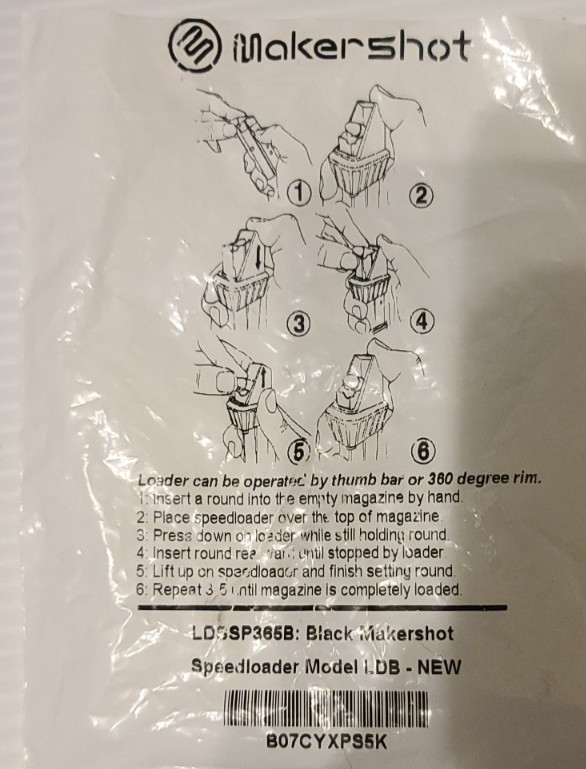 Makershot
1
2
3
4
5
6
Loader can be operated by thumb bar or 360 degree rim.
1: Insert a round into the empty magazine by hand.
2: Place speedloader over the top of magazine.
3: Press down on loader while still holding round.
4: Insert round rearward until stopped by loader.
5: Lift up on speedloader and finish setting round.
6: Repeat 3-5 until magazine is completely loaded.
LDSSP365B: Black Makershot
Speedloader Model LDB - NEW
B07CYXPS5K